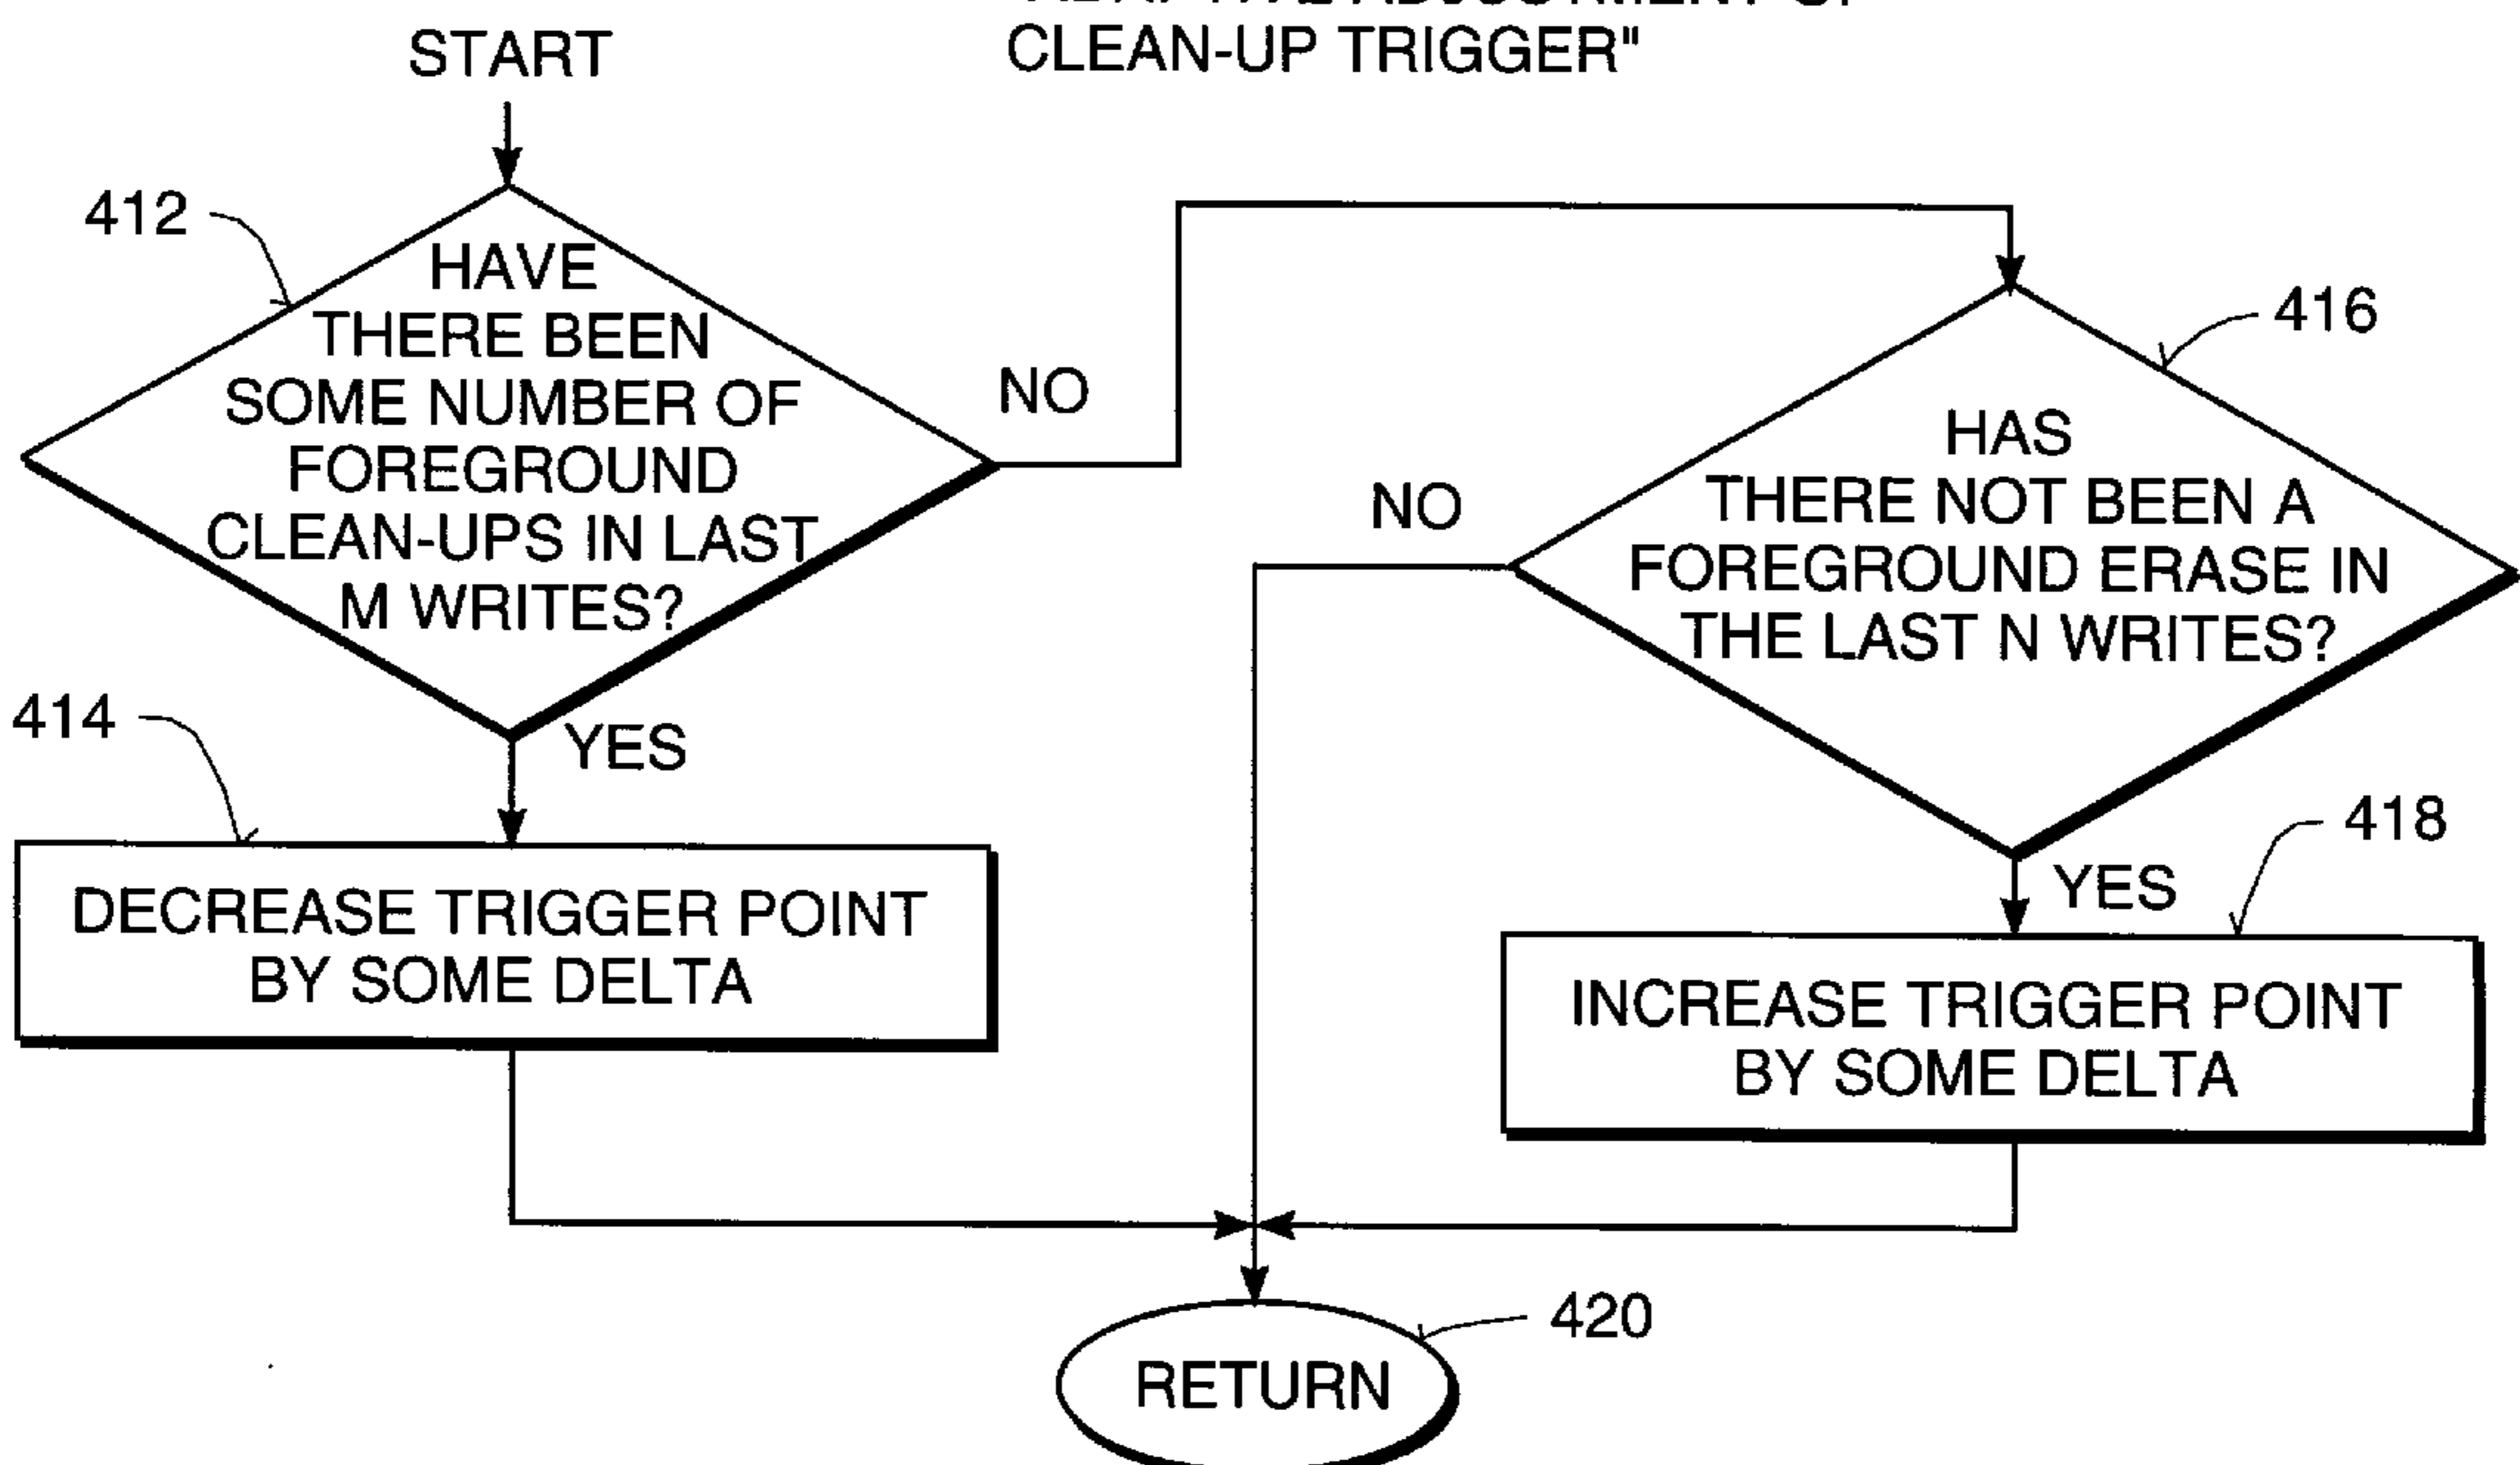 START
CLEAN-UP TRIGGER"
412
HAVE
THERE BEEN
SOME NUMBER OF
FOREGROUND
CLEAN-UPS IN LAST
M WRITES?
NO
YES
414
DECREASE TRIGGER POINT
BY SOME DELTA
416
HAS
THERE NOT BEEN A
FOREGROUND ERASE IN
THE LAST N WRITES?
NO
YES
418
INCREASE TRIGGER POINT
BY SOME DELTA
420
RETURN